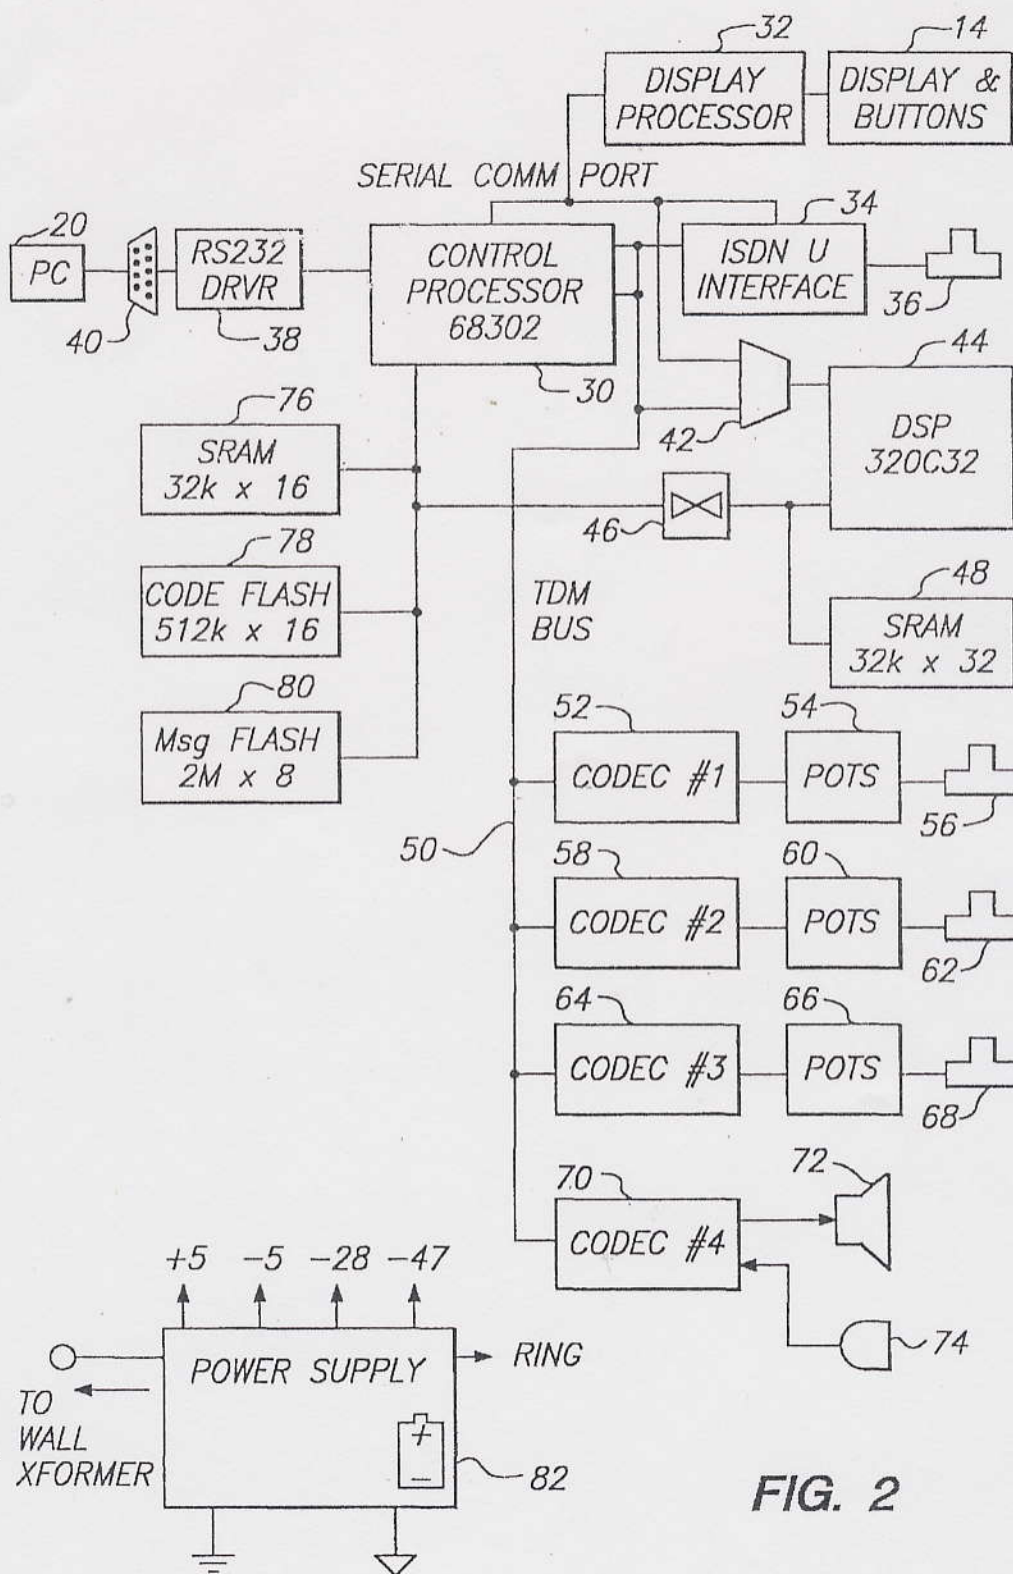 32
14
DISPLAY PROCESSOR
DISPLAY & BUTTONS
SERIAL COMM PORT
20
PC
40
RS232 DRVR
38
CONTROL PROCESSOR 68302
30
34
ISDN U INTERFACE
36
42
44
DSP 320C32
76
SRAM 32k x 16
46
78
CODE FLASH 512k x 16
TDM BUS
48
SRAM 32k x 32
80
Msg FLASH 2M x 8
52
CODEC #1
54
POTS
56
50
58
CODEC #2
60
POTS
62
64
CODEC #3
66
POTS
68
70
CODEC #4
72
74
+5 -5 -28 -47
POWER SUPPLY
RING
TO WALL XFORMER
+
-
82
FIG. 2